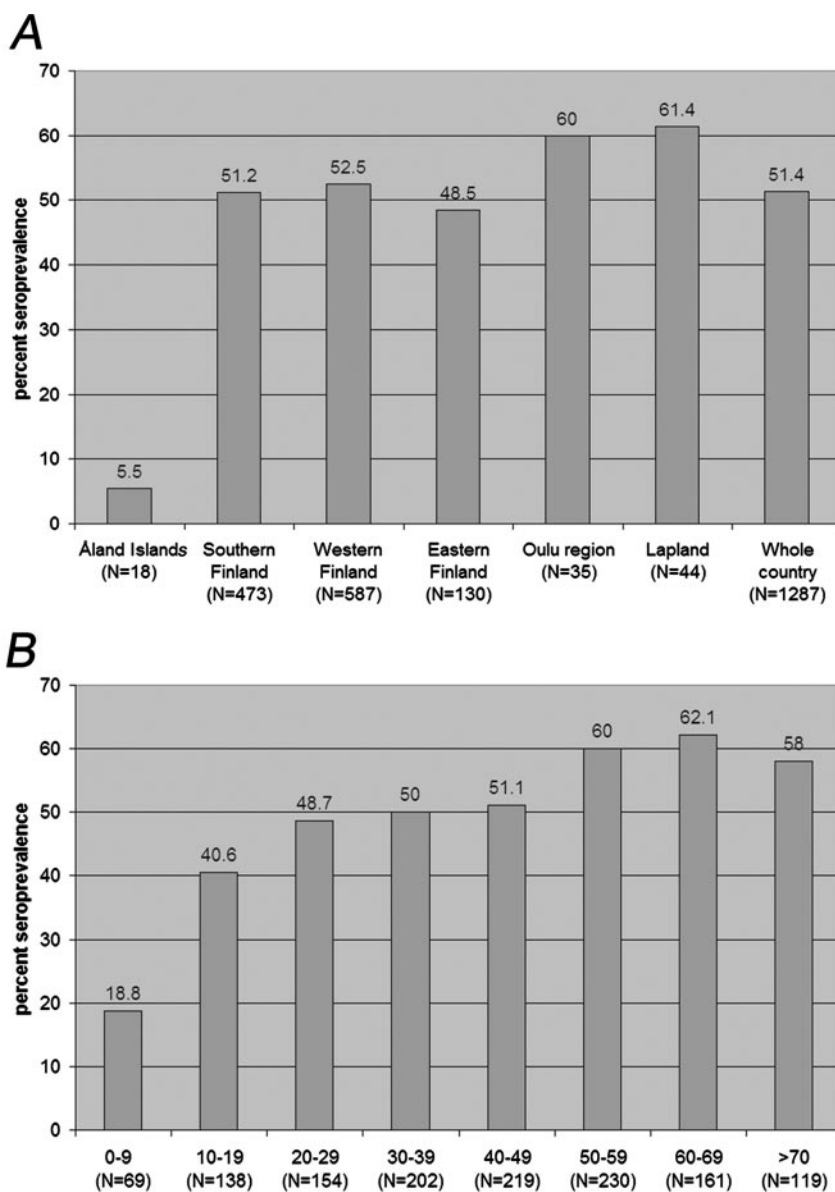 A
70
60
50
40
30
20
10
0
percent seroprevalence
5.5
51.2
52.5
48.5
60
61.4
51.4
Åland Islands
(N=18)
Southern
Finland
(N=473)
Western
Finland
(N=587)
Eastern
Finland
(N=130)
Oulu region
(N=35)
Lapland
(N=44)
Whole
country
(N=1287)
B
70
60
50
40
30
20
10
0
percent seroprevalence
18.8
40.6
48.7
50
51.1
60
62.1
58
0-9
(N=69)
10-19
(N=138)
20-29
(N=154)
30-39
(N=202)
40-49
(N=219)
50-59
(N=230)
60-69
(N=161)
>70
(N=119)